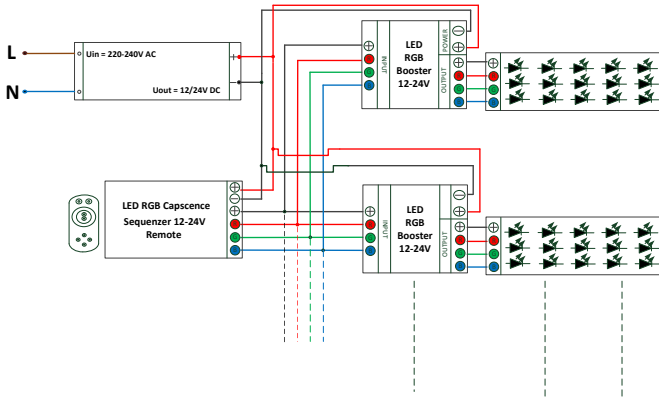 L
N
Uin = 220-240V AC
Uout = 12/24V DC
+
−
LED RGB Capscence
Sequenzer 12-24V
Remote
INPUT
LED
RGB
Booster
12-24V
POWER
OUTPUT
INPUT
LED
RGB
Booster
12-24V
OUTPUT